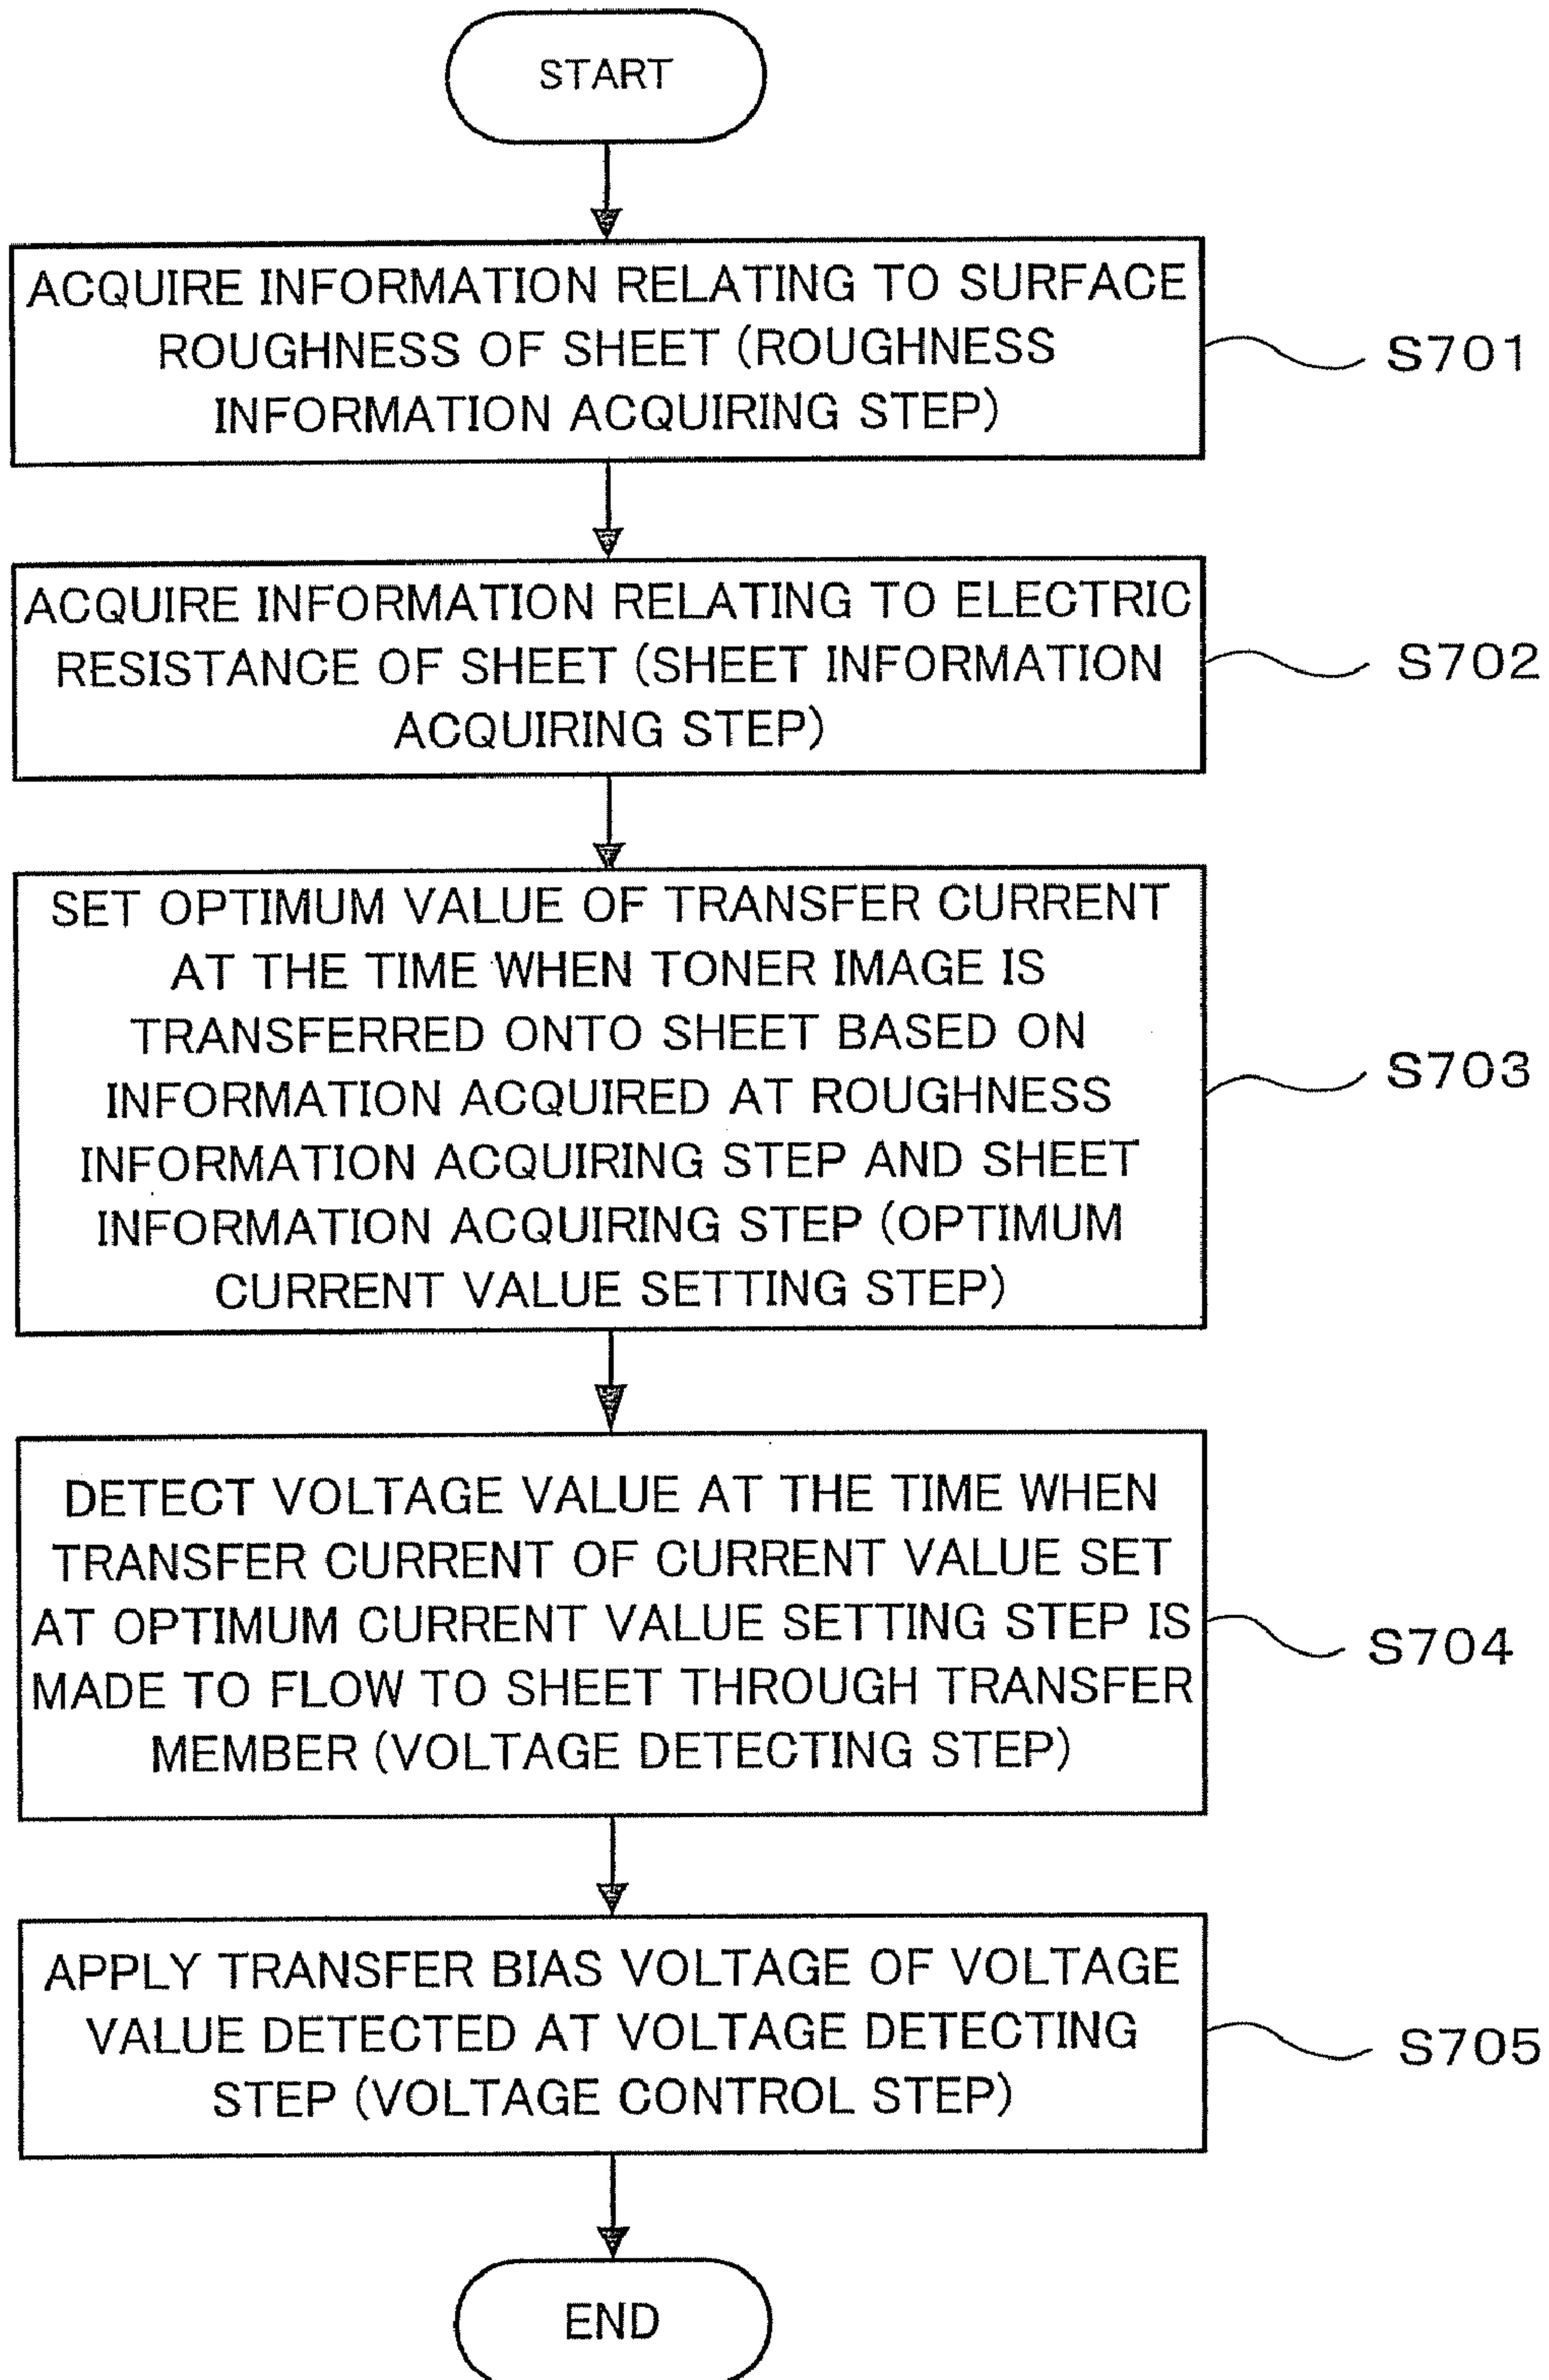 START
ACQUIRE INFORMATION RELATING TO SURFACE
ROUGHNESS OF SHEET (ROUGHNESS
INFORMATION ACQUIRING STEP)
S701
ACQUIRE INFORMATION RELATING TO ELECTRIC
RESISTANCE OF SHEET (SHEET INFORMATION
ACQUIRING STEP)
S702
SET OPTIMUM VALUE OF TRANSFER CURRENT
AT THE TIME WHEN TONER IMAGE IS
TRANSFERRED ONTO SHEET BASED ON
INFORMATION ACQUIRED AT ROUGHNESS
INFORMATION ACQUIRING STEP AND SHEET
INFORMATION ACQUIRING STEP (OPTIMUM
CURRENT VALUE SETTING STEP)
S703
DETECT VOLTAGE VALUE AT THE TIME WHEN
TRANSFER CURRENT OF CURRENT VALUE SET
AT OPTIMUM CURRENT VALUE SETTING STEP IS
MADE TO FLOW TO SHEET THROUGH TRANSFER
MEMBER (VOLTAGE DETECTING STEP)
S704
APPLY TRANSFER BIAS VOLTAGE OF VOLTAGE
VALUE DETECTED AT VOLTAGE DETECTING
STEP (VOLTAGE CONTROL STEP)
S705
END